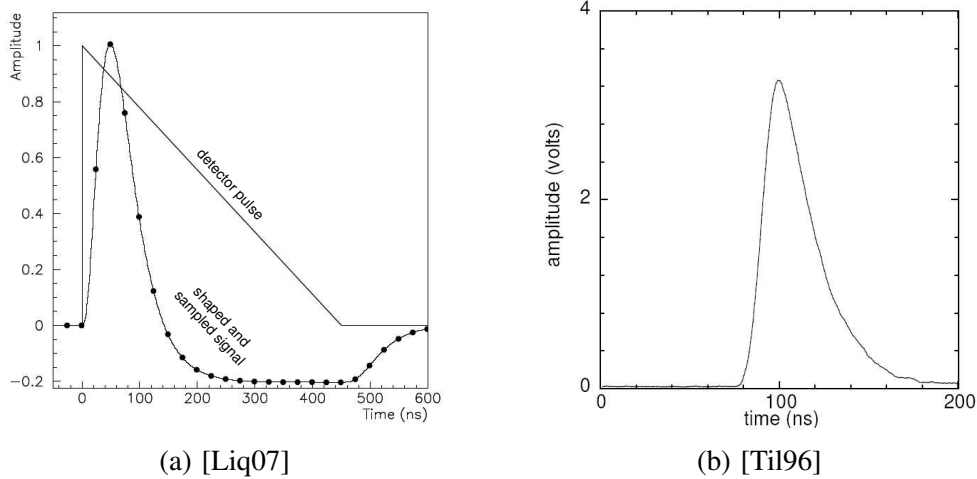 Amplitude
1
0.8
0.6
0.4
0.2
0
−0.2
0 100 200 300 400 500 600
Time (ns)
detector pulse
shaped and
sampled signal
(a) [Liq07]
4
2
0
amplitude (volts)
0 100 200
time (ns)
(b) [Til96]